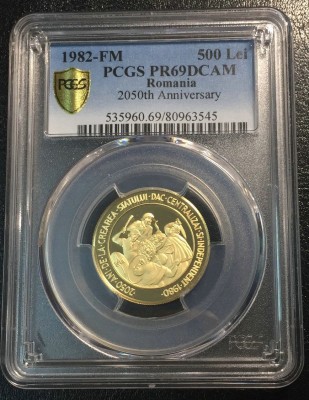 1982-FM 500 Lei
PCGS PR69DCAM
Romania
2050th Anniversary
535960.69/80963545
PCGS
2050 ANI DE LA CREAREA STATULUI DAC CENTRALIZAT SI INDEPENDENT 1980